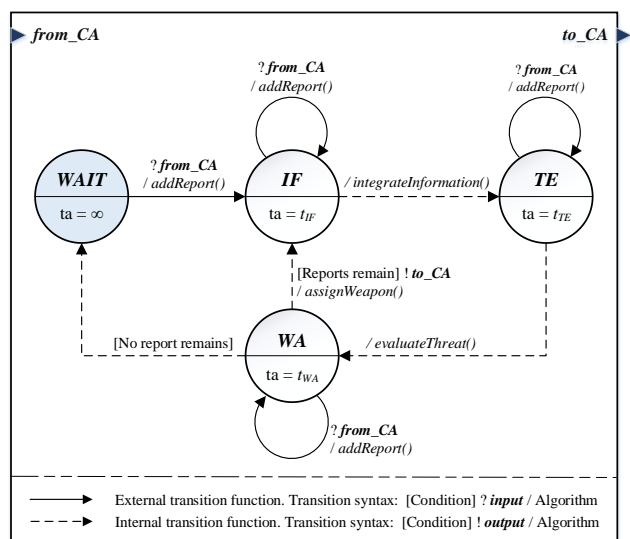 from_CA
to_CA
? from_CA
/ addReport()
? from_CA
/ addReport()
? from_CA
/ addReport()
WAIT
ta = ∞
IF
ta = tIF
/ integrateInformation()
TE
ta = tTE
[Reports remain] ! to_CA
/ assignWeapon()
[No report remains]
WA
ta = tWA
/ evaluateThreat()
? from_CA
/ addReport()
External transition function. Transition syntax: [Condition] ? input / Algorithm
Internal transition function. Transition syntax: [Condition] ! output / Algorithm